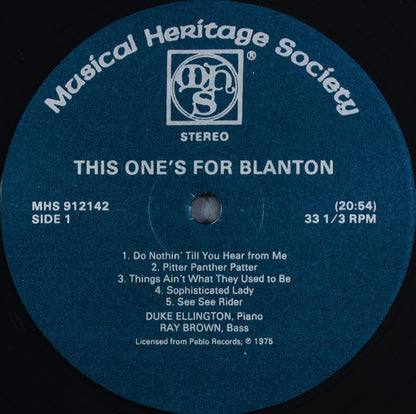 Musical Heritage Society
MHS
®
STEREO
THIS ONE'S FOR BLANTON
MHS 912142
(20:54)
SIDE 1
33 1/3 RPM
1. Do Nothin' Till You Hear from Me
2. Pitter Panther Patter
3. Things Ain't What They Used to Be
4. Sophisticated Lady
5. See See Rider
DUKE ELLINGTON, Piano
RAY BROWN, Bass
Licensed from Pablo Records; ℗ 1975